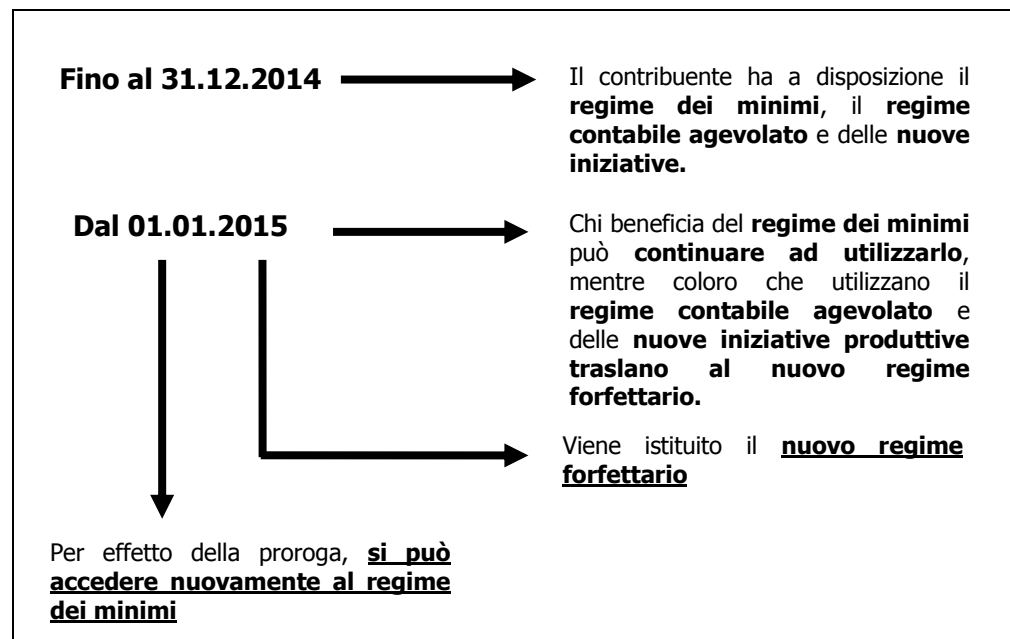 Fino al 31.12.2014
Il contribuente ha a disposizione il
regime dei minimi, il regime
contabile agevolato e delle nuove
iniziative.
Dal 01.01.2015
Chi beneficia del regime dei minimi
può continuare ad utilizzarlo,
mentre coloro che utilizzano il
regime contabile agevolato e
delle nuove iniziative produttive
traslano al nuovo regime
forfettario.
Viene istituito il nuovo regime
forfettario
Per effetto della proroga, si può
accedere nuovamente al regime
dei minimi